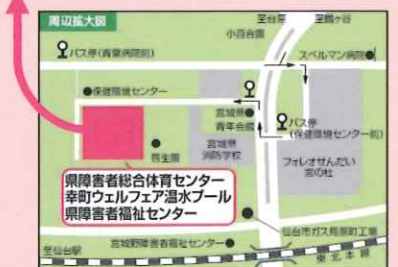 周辺拡大図
至台原
至鶴ヶ谷
小百合園
バス停(青葉病院前)
スペルマン病院
保健環境センター
宮城県
青年会館
バス停
(保健環境センター前)
宮城県
消防学校
フォレオせんだい
宮の杜
県障害者総合体育センター
幸町ウェルフェア温水プール
県障害者福祉センター
仙台市ガス局原町工場
宮城野障害者福祉センター
至仙台駅
東北本線